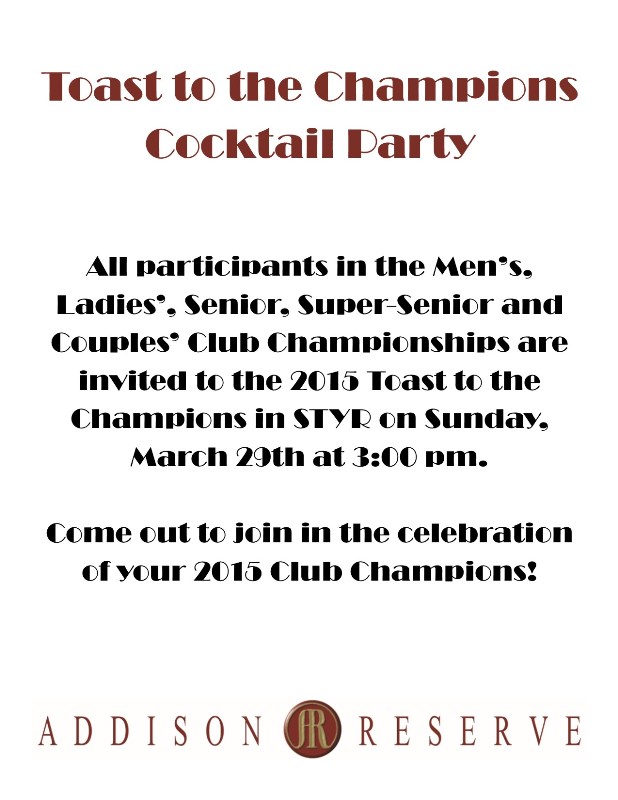 Toast to the Champions
Cocktail Party
All participants in the Men's,
Ladies', Senior, Super-Senior and
Couples' Club Championships are
invited to the 2015 Toast to the
Champions in STYR on Sunday,
March 29th at 3:00 pm.
Come out to join in the celebration
of your 2015 Club Champions!
ADDISON AR RESERVE